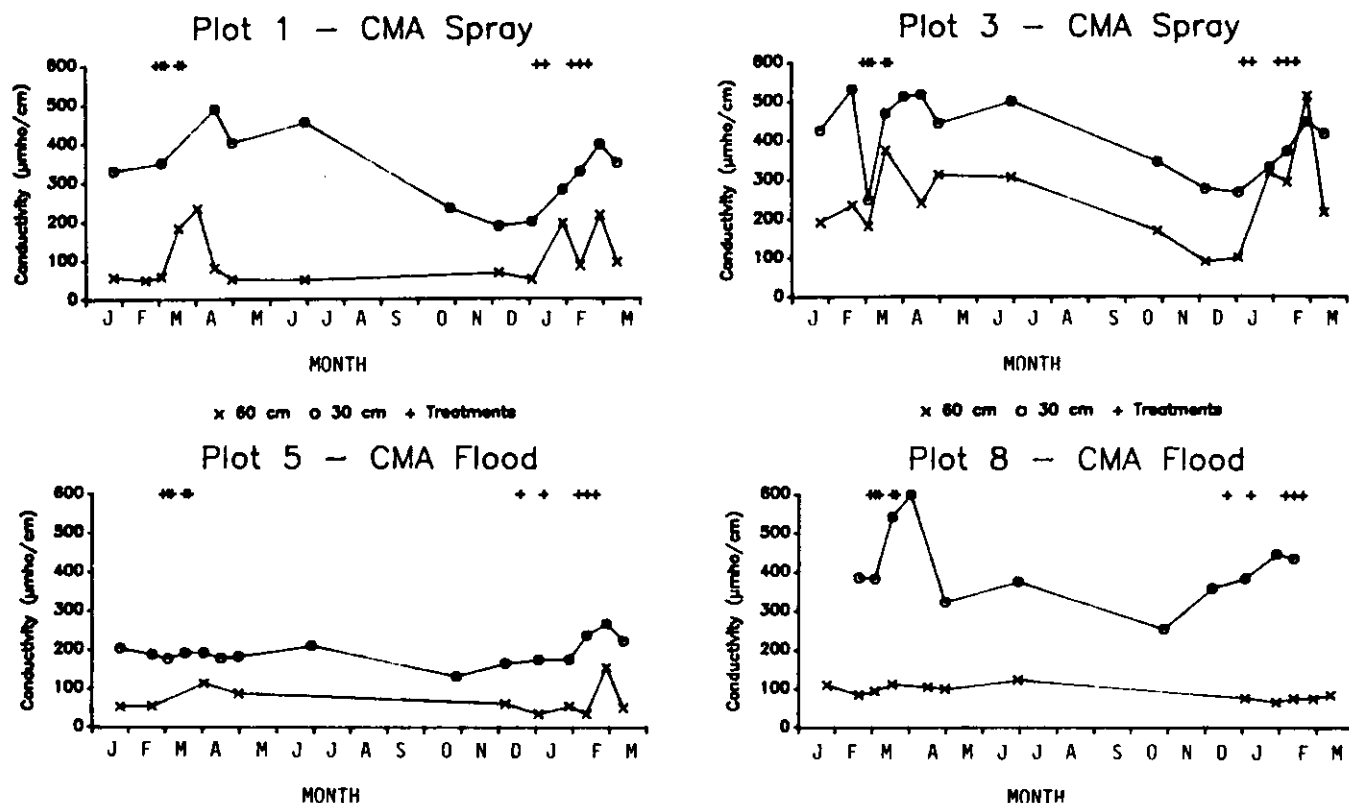 Plot 1 – CMA Spray
600
500
400
300
200
100
0
Conductivity (µmho/cm)
J F M A M J J A S O N D J F M
MONTH
Plot 3 – CMA Spray
600
500
400
300
200
100
0
Conductivity (µmho/cm)
J F M A M J J A S O N D J F M
MONTH
x 60 cm o 30 cm + Treatments
x 60 cm o 30 cm + Treatments
Plot 5 – CMA Flood
600
500
400
300
200
100
0
Conductivity (µmho/cm)
J F M A M J J A S O N D J F M
MONTH
Plot 8 – CMA Flood
600
500
400
300
200
100
0
Conductivity (µmho/cm)
J F M A M J J A S O N D J F M
MONTH